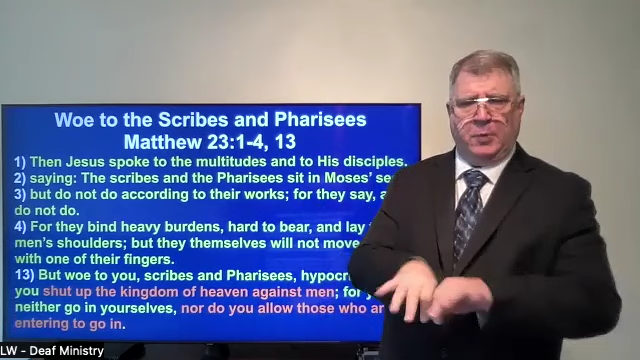 Woe to the Scribes and Pharisees
Matthew 23:1-4, 13
1) Then Jesus spoke to the multitudes and to His disciples.
2) saying: The scribes and the Pharisees sit in Moses'
3) but do not do according to their works; for they say,
do not do.
4) For they bind heavy burdens, hard to bear, and lay
men's shoulders; but they themselves will not move
with one of their fingers.
13) But woe to you, scribes and Pharisees,
you shut up the kingdom of heaven against men;
neither go in yourselves, nor do you allow those who
entering to go in.
LW - Deaf Ministry